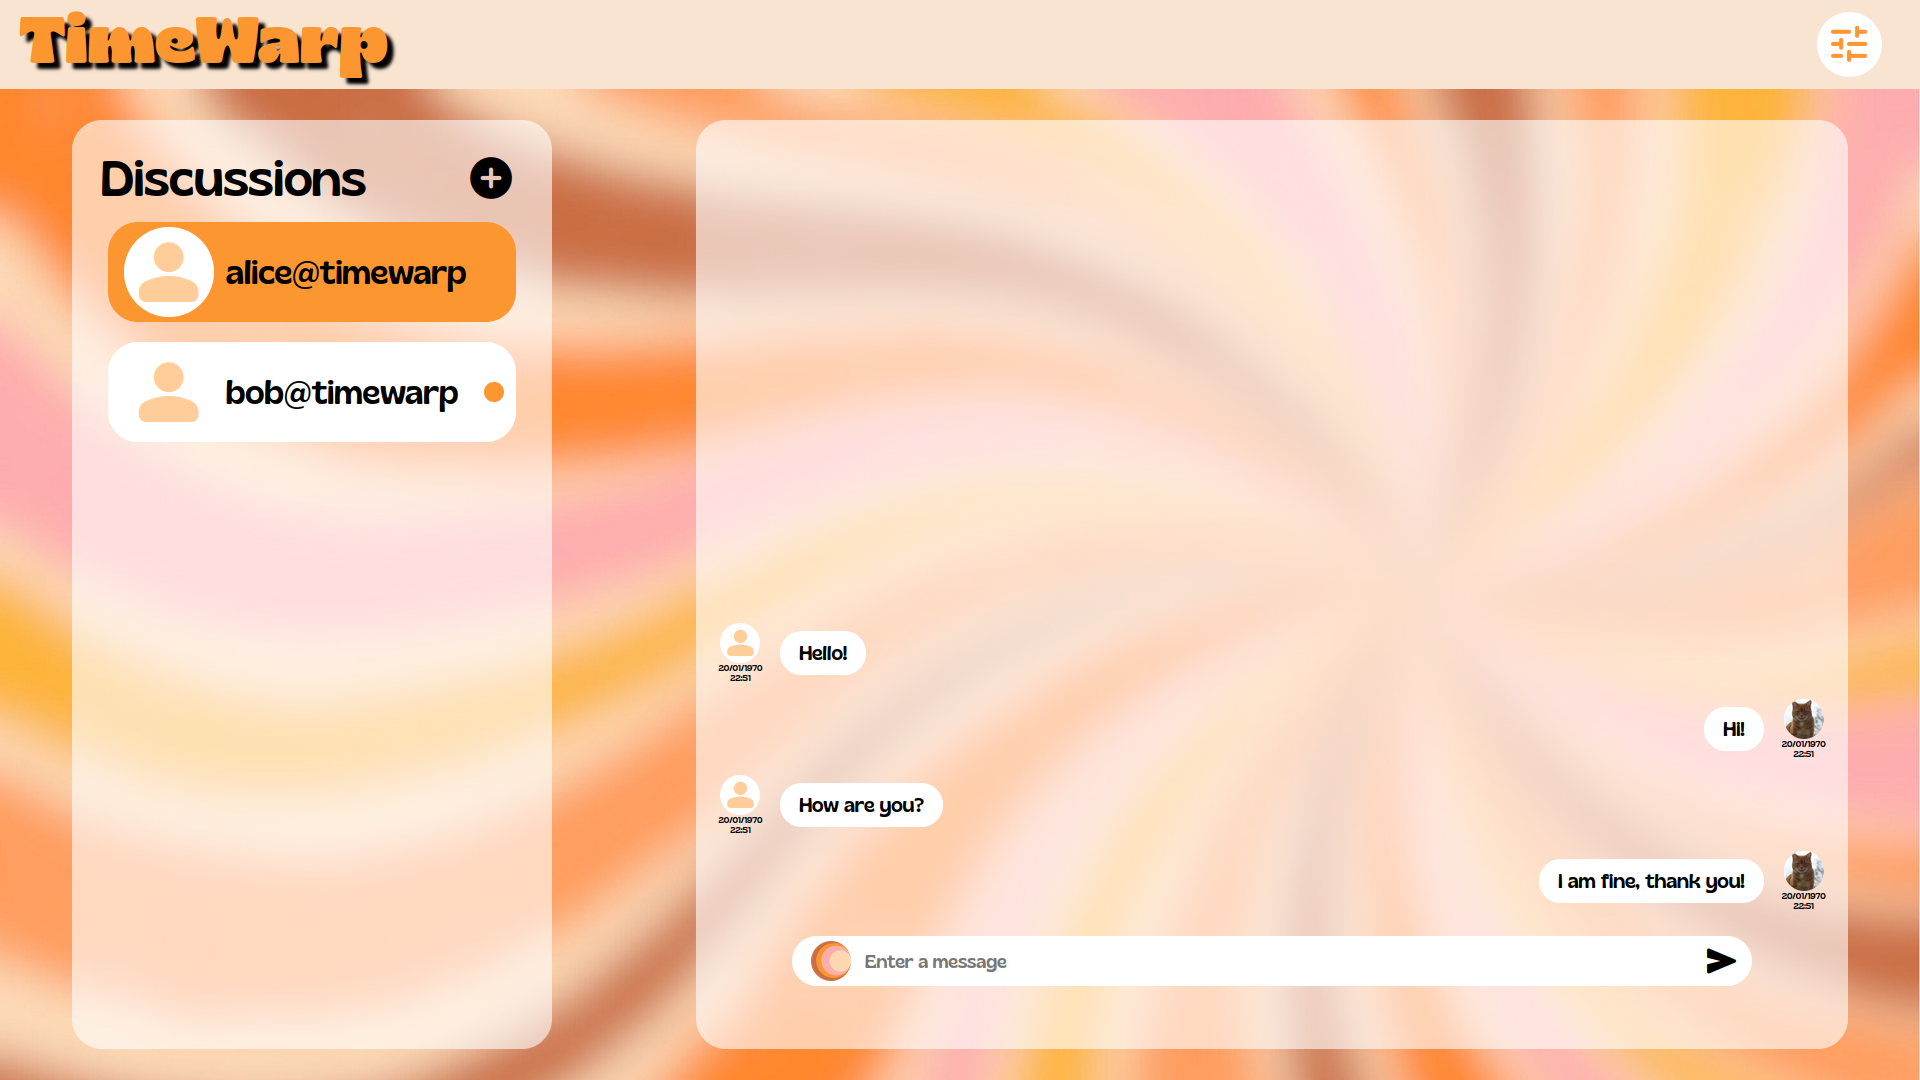 TimeWarp
Discussions
alice@timewarp
bob@timewarp
Hello!
20/01/1970
22:51
Hi!
20/01/1970
22:51
How are you?
20/01/1970
22:51
I am fine, thank you!
20/01/1970
22:51
Enter a message